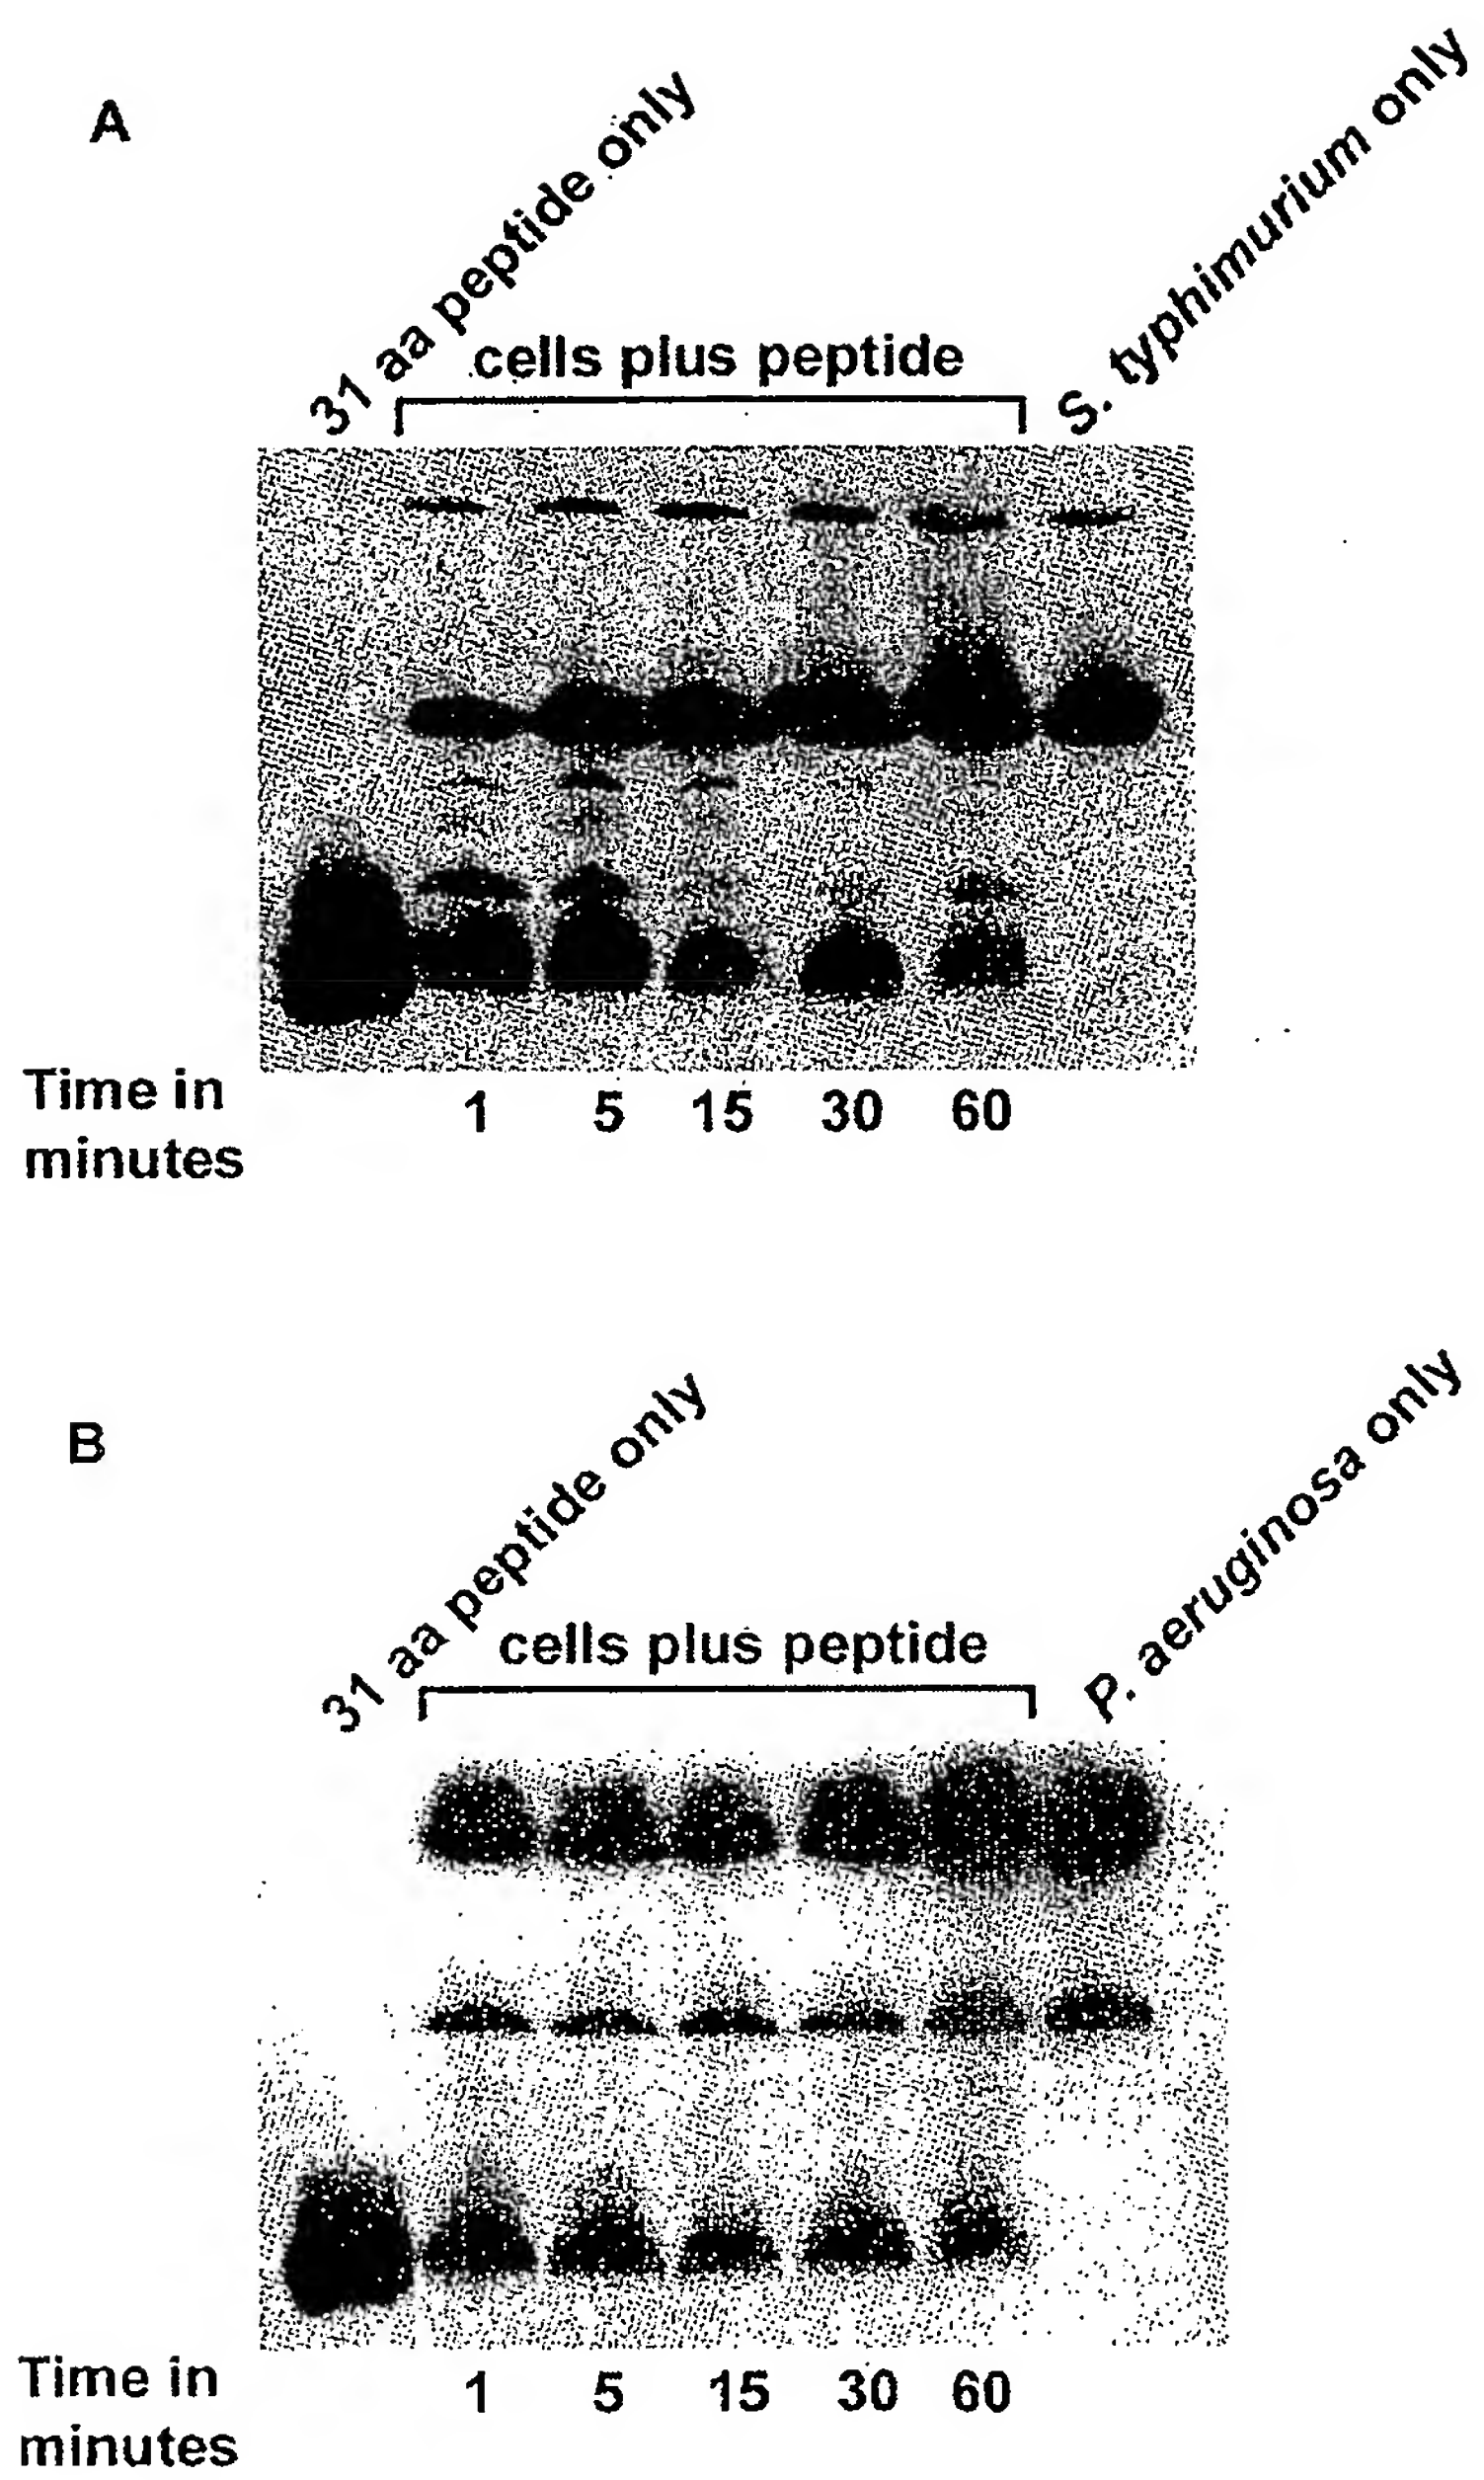 A
31 aa peptide only
cells plus peptide
S. typhimurium only
Time in
minutes
1 5 15 30 60
B
31 aa peptide only
cells plus peptide
P. aeruginosa only
Time in
minutes
1 5 15 30 60